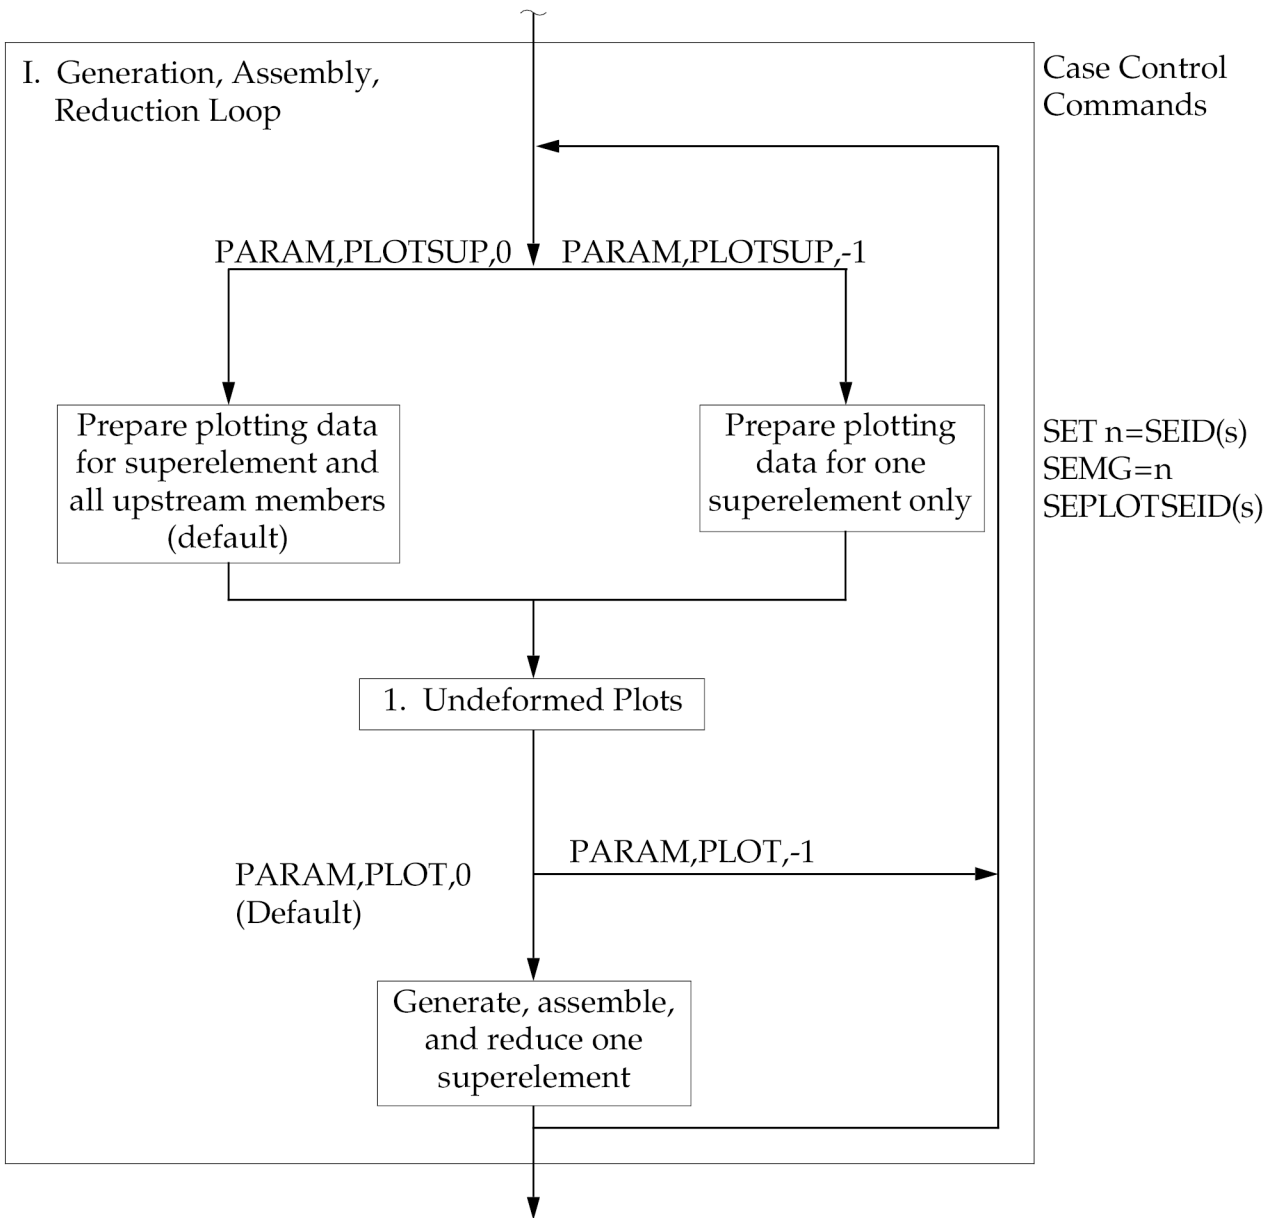 I. Generation, Assembly,
Reduction Loop
Case Control
Commands
PARAM,PLOTSUP,0
PARAM,PLOTSUP,-1
Prepare plotting data
for superelement and
all upstream members
(default)
Prepare plotting
data for one
superelement only
SET n=SEID(s)
SEMG=n
SEPLOTSEID(s)
1. Undeformed Plots
PARAM,PLOT,-1
PARAM,PLOT,0
(Default)
Generate, assemble,
and reduce one
superelement